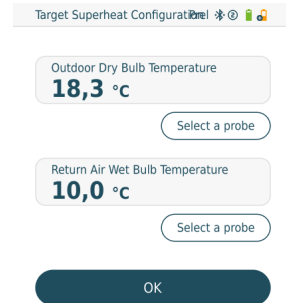 Target Superheat Configuration
Outdoor Dry Bulb Temperature
18,3 °C
Select a probe
Return Air Wet Bulb Temperature
10,0 °C
Select a probe
OK